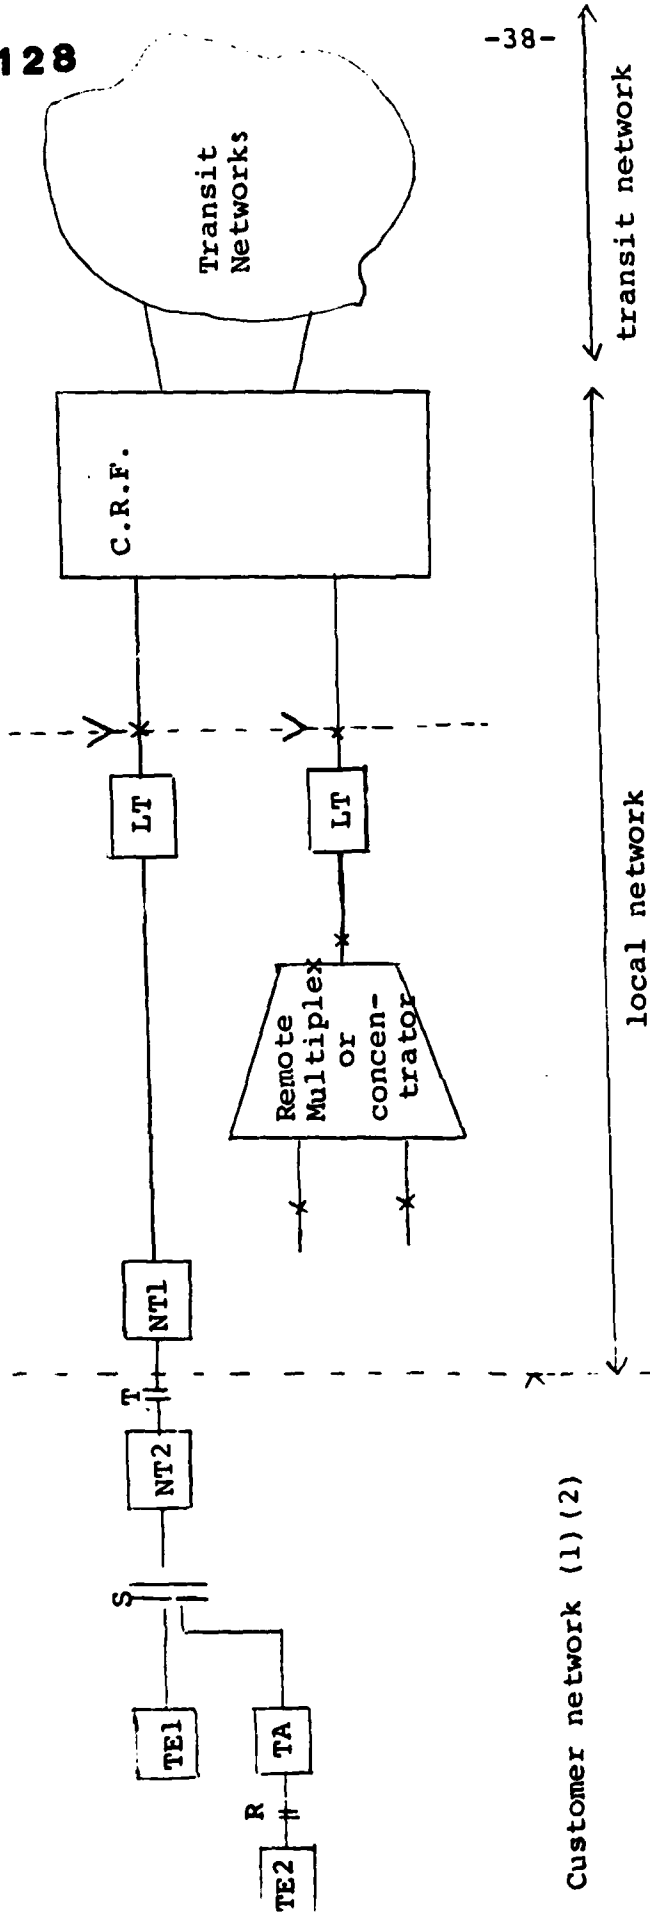 128
-38-
Transit
Networks
transit network
C.R.F.
LT
LT
Remote
Multiplex
or
concen-
trator
local network
NT1
T
NT2
S
TE1
TA
R
TE2
Customer network (1)(2)